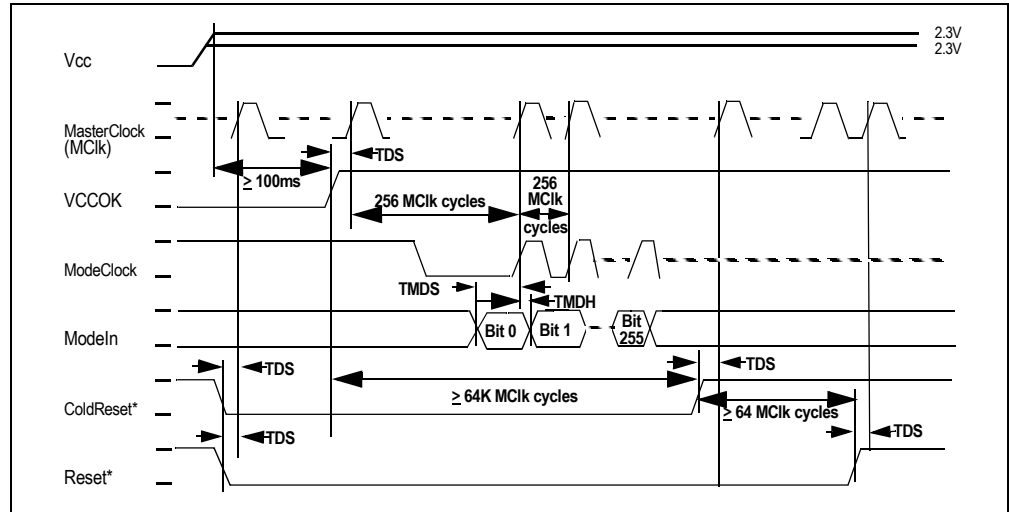 2.3V
Vcc
2.3V
MasterClock
(MClk)
TDS
≥ 100ms
VCCOK
256 MClk cycles
256
MClk
cycles
ModeClock
TMDS
TMDH
ModeIn
Bit 0
Bit 1
Bit
255
TDS
TDS
ColdReset*
≥ 64K MClk cycles
≥ 64 MClk cycles
TDS
TDS
Reset*